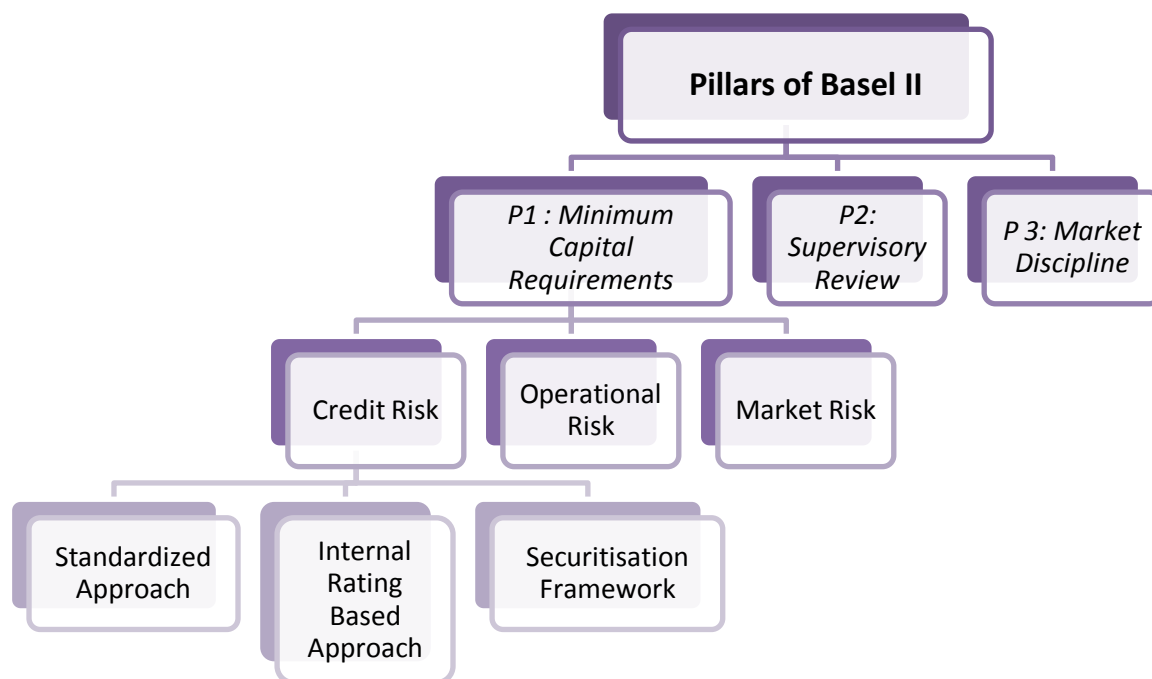 Pillars of Basel II
P1 : Minimum
Capital
Requirements
P2:
Supervisory
Review
P 3: Market
Discipline
Credit Risk
Operational
Risk
Market Risk
Standardized
Approach
Internal
Rating
Based
Approach
Securitisation
Framework